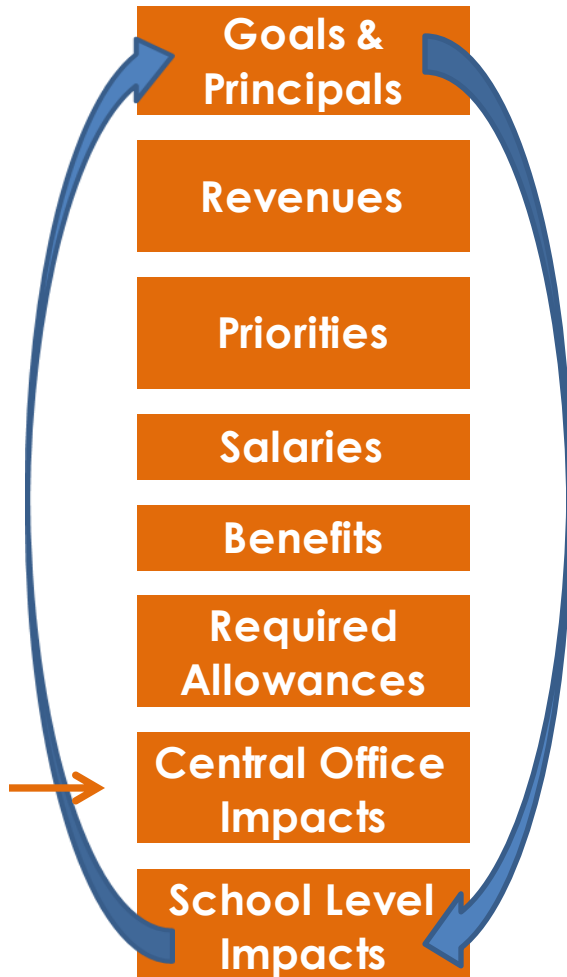 Goals &
Principals
Revenues
Priorities
Salaries
Benefits
Required
Allowances
Central Office
Impacts
School Level
Impacts